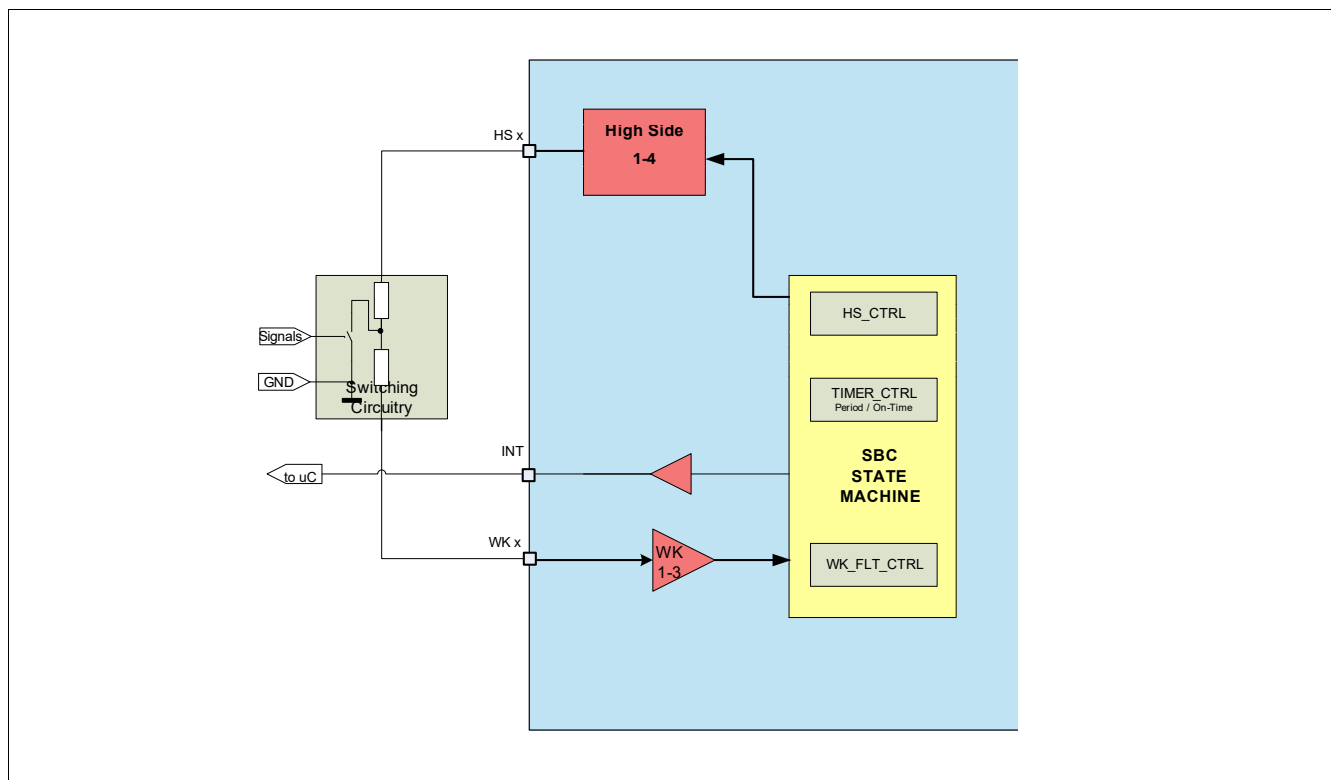 HS x
High Side
1-4
HS_CTRL
Signals
TIMER_CTRL
Period / On-Time
GND
Switching
Circuitry
INT
SBC
STATE
MACHINE
to uC
WK x
WK
1-3
WK_FLT_CTRL